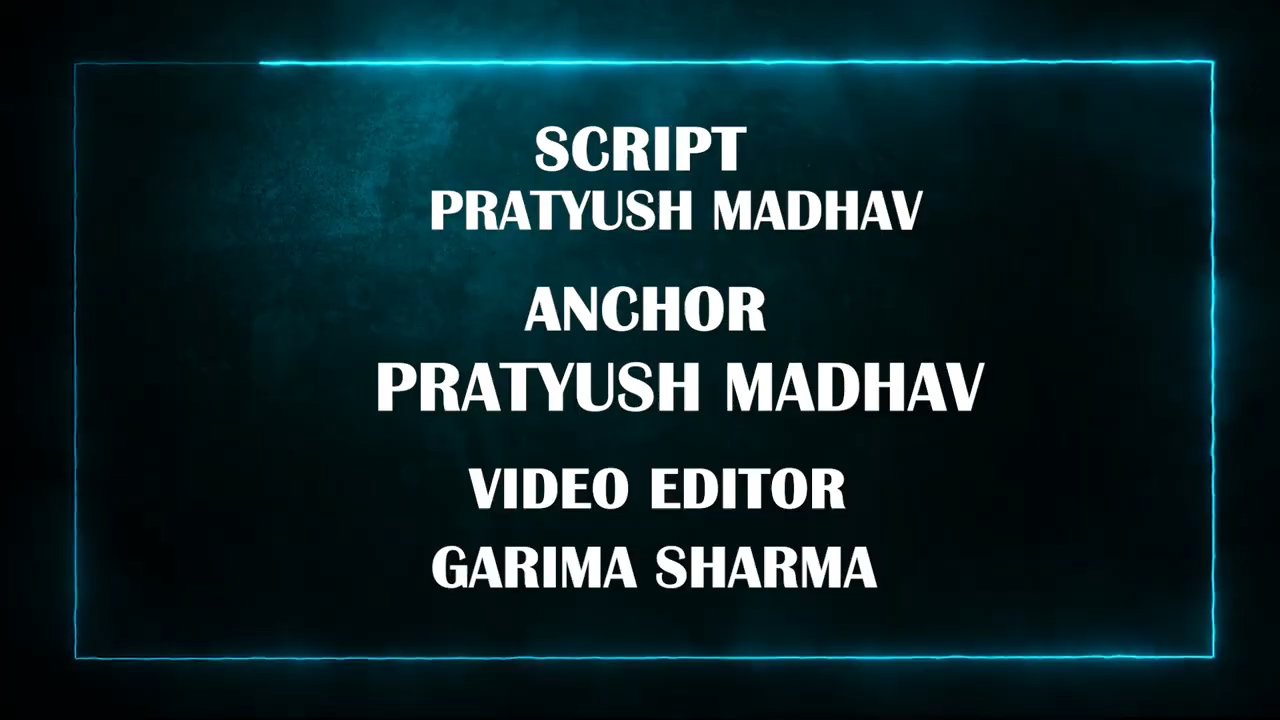 SCRIPT
PRATYUSH MADHAV
ANCHOR
PRATYUSH MADHAV
VIDEO EDITOR
GARIMA SHARMA